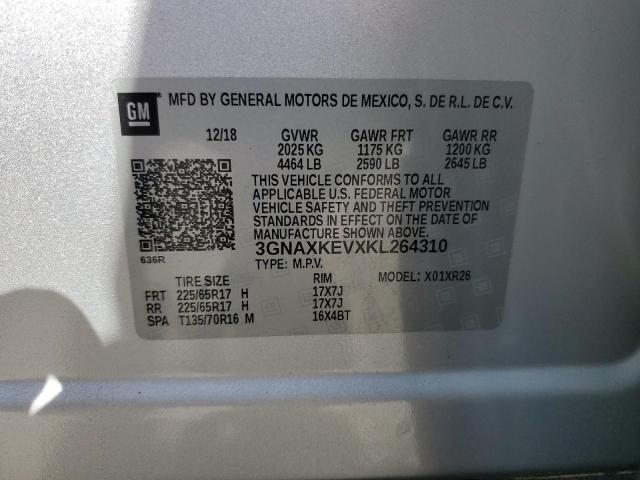 GM
MFD BY GENERAL MOTORS DE MEXICO, S. DE R.L. DE C.V.
12/18 GVWR GAWR FRT GAWR RR
2025 KG 1175 KG 1200 KG
4464 LB 2590 LB 2645 LB
THIS VEHICLE CONFORMS TO ALL
APPLICABLE U.S. FEDERAL MOTOR
VEHICLE SAFETY AND THEFT PREVENTION
STANDARDS IN EFFECT ON THE DATE OF
MANUFACTURE SHOWN ABOVE.
3GNAXKEVXKL264310
636R
TYPE: M.P.V.
MODEL: X01XR26
TIRE SIZE RIM
FRT 225/65R17 H 17X7J
RR 225/65R17 H 17X7J
SPA T135/70R16 M 16X4BT